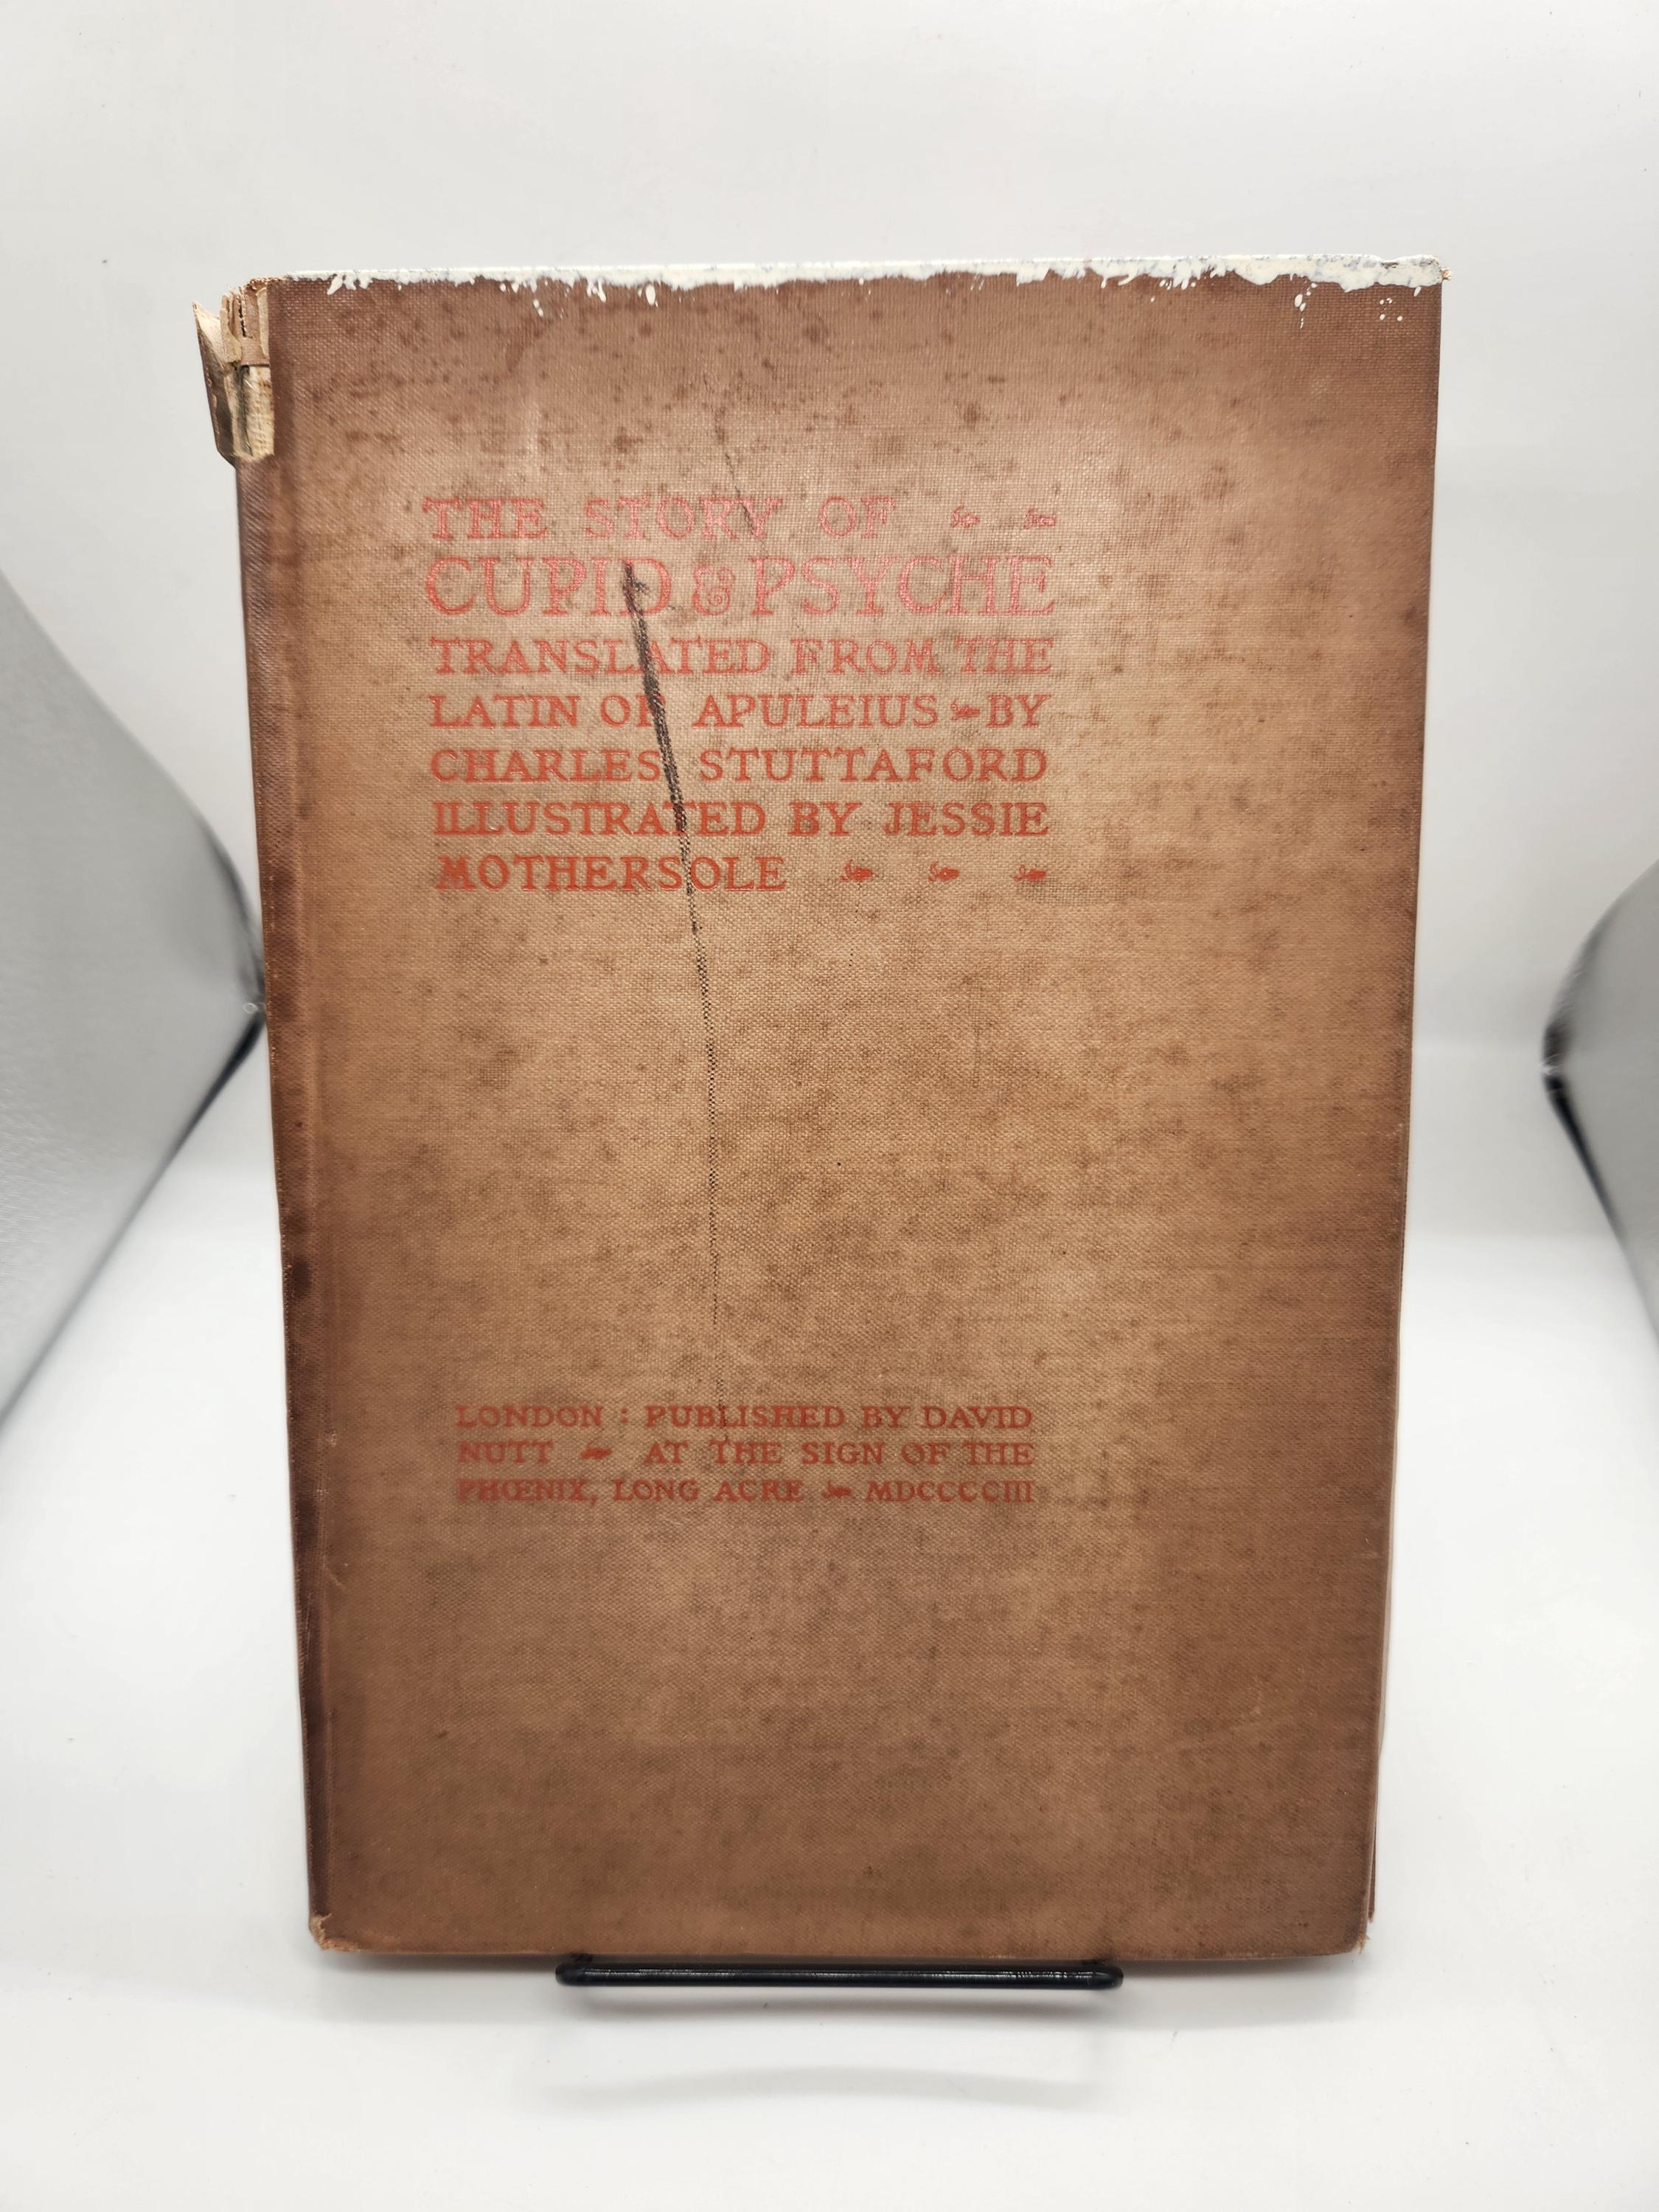 THE STORY OF
CUPID & PSYCHE
TRANSLATED FROM THE
LATIN OF APULEIUS BY
CHARLES STUTTAFORD
ILLUSTRATED BY JESSIE
MOTHERSOLE
LONDON : PUBLISHED BY DAVID
NUTT AT THE SIGN OF THE
PHŒNIX, LONG ACRE MDCCCCIII